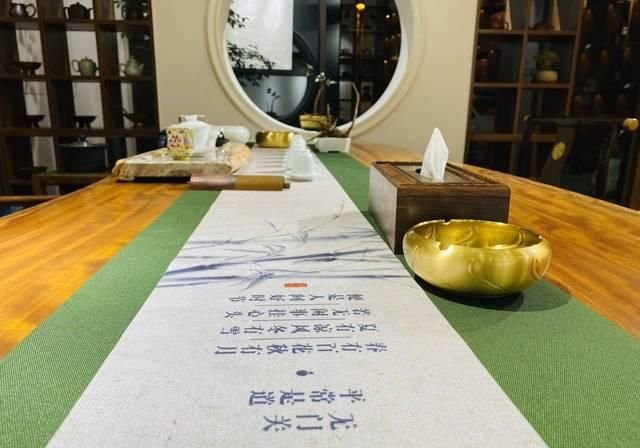 无门关
平常是道
春有百花秋有月
夏有凉风冬有雪
若无闲事挂心头
便是人间好时节